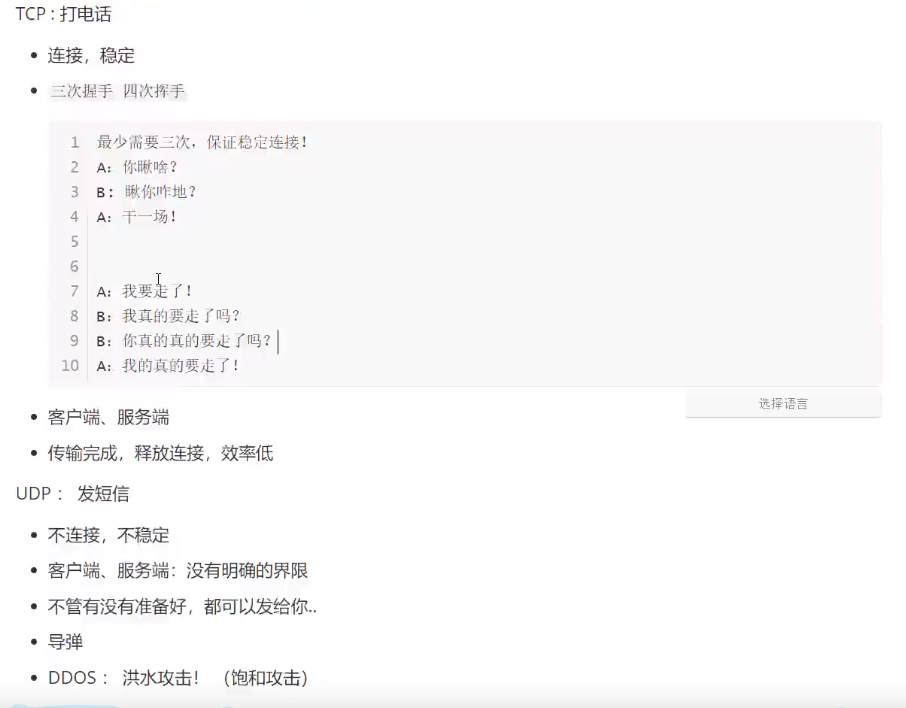 TCP : 打电话
连接，稳定
三次握手 四次挥手
1 最少需要三次，保证稳定连接！
2 A：你瞅啥？
3 B： 瞅你咋地？
4 A：干一场！
5
6
7 A：我要走了！
8 B：我真的要走了吗？
9 B：你真的真的要走了吗？
10 A：我的真的要走了！
选择语言
客户端、服务端
传输完成，释放连接，效率低
UDP ： 发短信
不连接，不稳定
客户端、服务端：没有明确的界限
不管有没有准备好，都可以发给你..
导弹
DDOS ： 洪水攻击！ （饱和攻击）